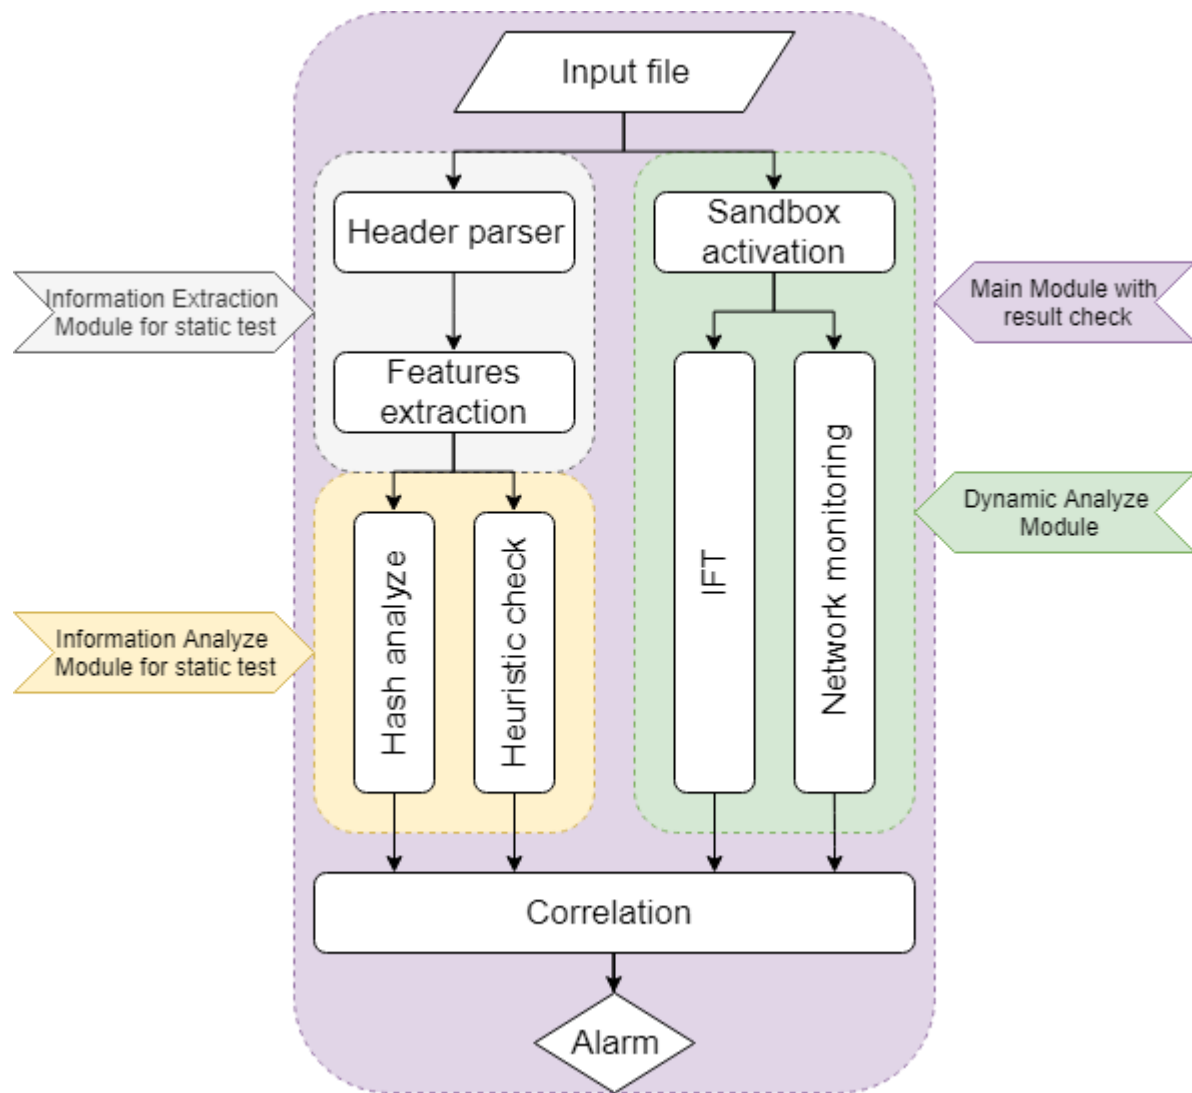 Input file
Header parser
Sandbox
activation
Information Extraction
Module for static test
Main Module with
result check
Features
extraction
Hash analyze
Heuristic check
IFT
Network monitoring
Dynamic Analyze
Module
Information Analyze
Module for static test
Correlation
Alarm